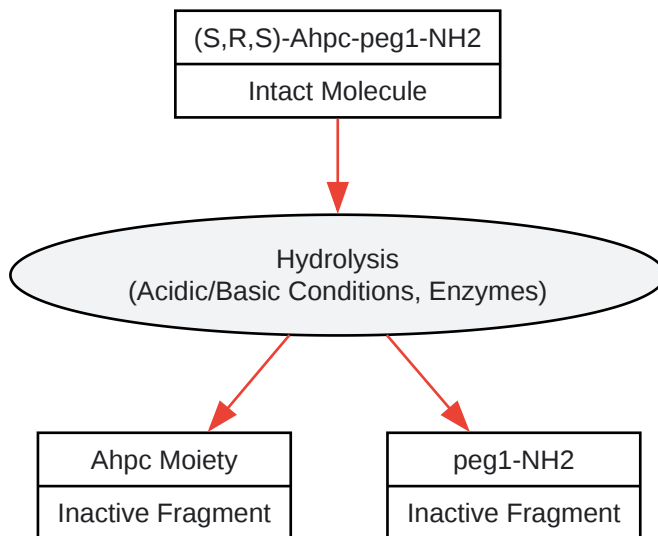 (S,R,S)-Ahpc-peg1-NH2
Intact Molecule
Hydrolysis
(Acidic/Basic Conditions, Enzymes)
Ahpc Moiety
Inactive Fragment
peg1-NH2
Inactive Fragment